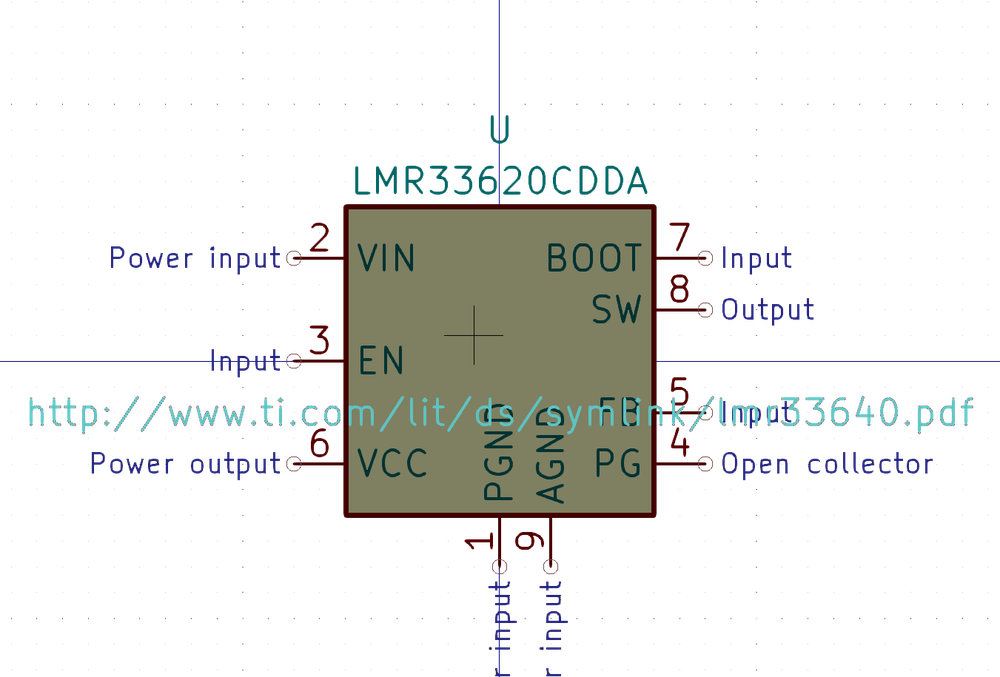 U
LMR33620CDDA
Power input 2 VIN BOOT 7 Input
SW 8 Output
Input 3 EN
http://www.ti.com/lit/ds/symlink/lmr33640.pdf
FB 5 Input
Power output 6 VCC PG 4 Open collector
PGND
AGND
1
9
r input
r input